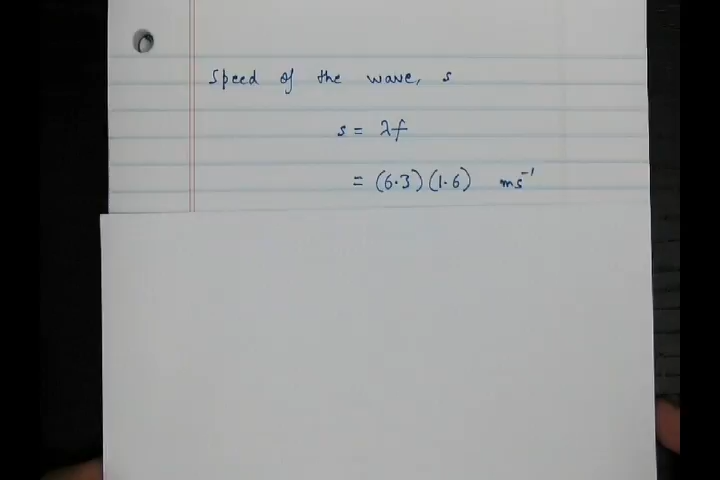 Speed of the wave, s
s = λf
= (6.3)(1.6) ms⁻¹